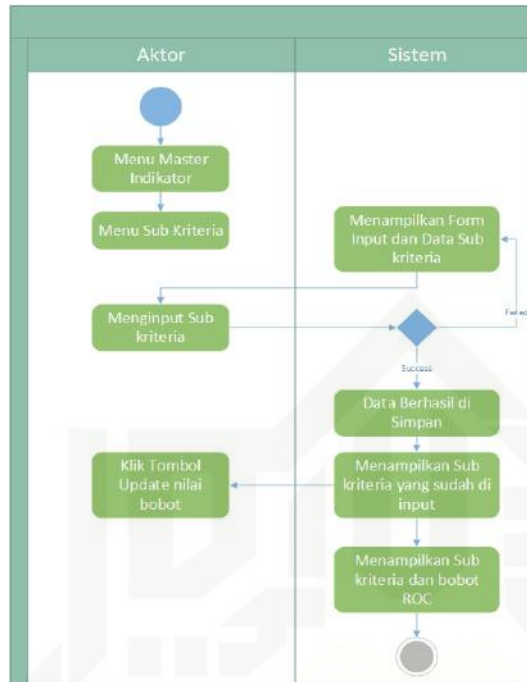 Aktor
Sistem
Menu Master
Indikator
Menu Sub Kriteria
Menampilkan Form
Input dan Data Sub
kriteria
Menginput Sub
kriteria
Failed
Success
Data Berhasil di
Simpan
Klik Tombol
Update nilai
bobot
Menampilkan Sub
kriteria yang sudah di
input
Menampilkan Sub
kriteria dan bobot
ROC